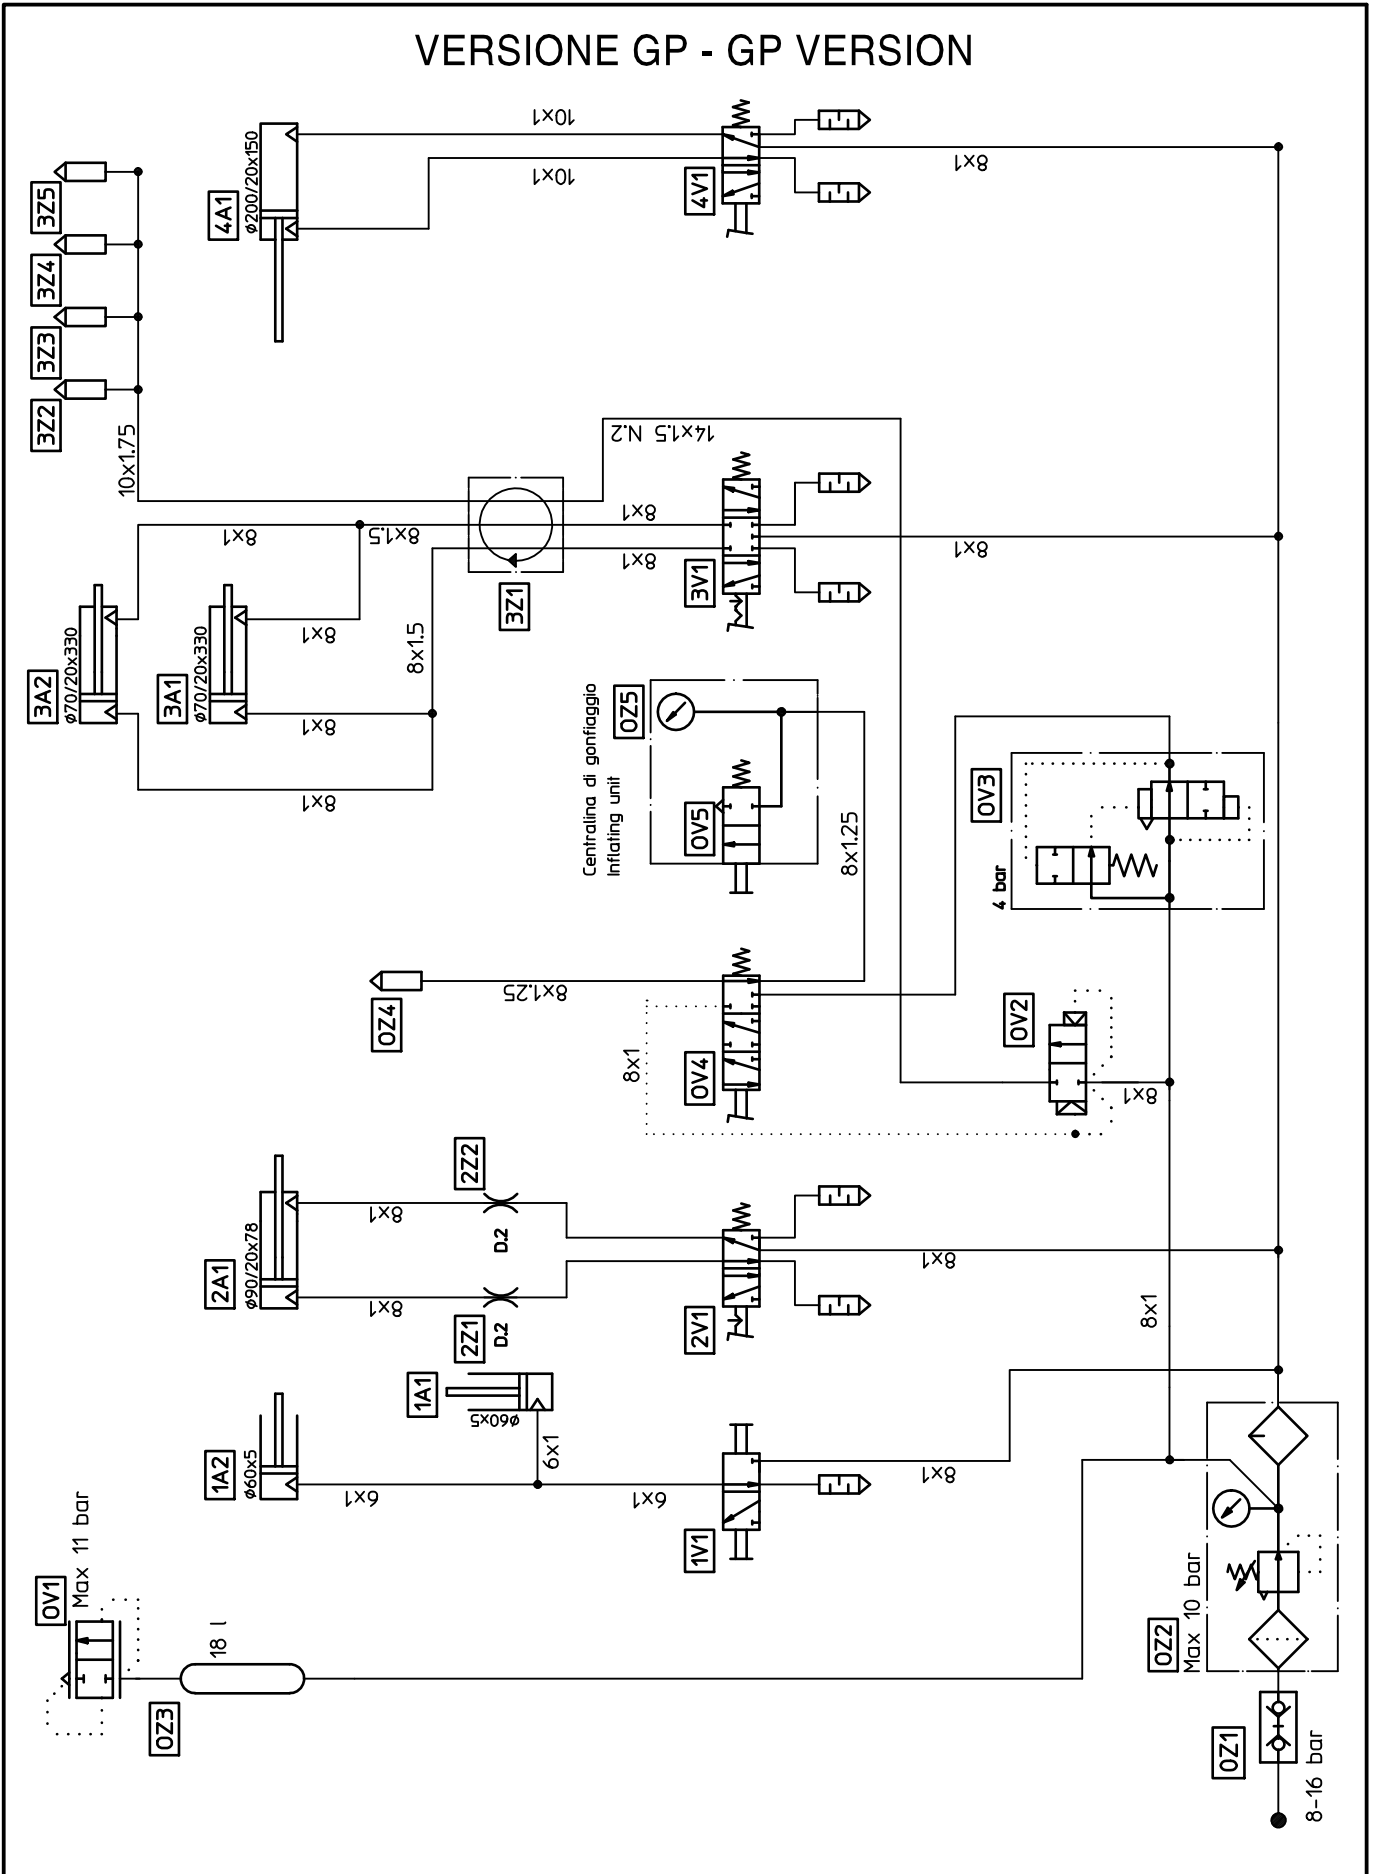 VERSIONE GP - GP VERSION
3Z5
3Z4
3Z3
3Z2
10x1.75
4A1
ø200/20x150
10x1
10x1
4V1
8x1
14x1.5 N.2
8x1
8x1.5
8x1
8x1
3Z1
3V1
8x1
3A2
ø70/20x330
3A1
ø70/20x330
8x1
8x1
8x1
8x1.5
Centralina di gonfiaggio
Inflating unit
0Z5
0V5
8x1.25
0V3
4 bar
0Z4
8x1.25
8x1
0V4
0V2
8x1
2A1
ø90/20x78
8x1
8x1
2Z2
D.2
2Z1
D.2
2V1
8x1
8x1
1A2
ø60x5
1A1
ø60x5
6x1
6x1
6x1
1V1
8x1
0V1
Max 11 bar
18 l
0Z3
0Z2
Max 10 bar
0Z1
8-16 bar